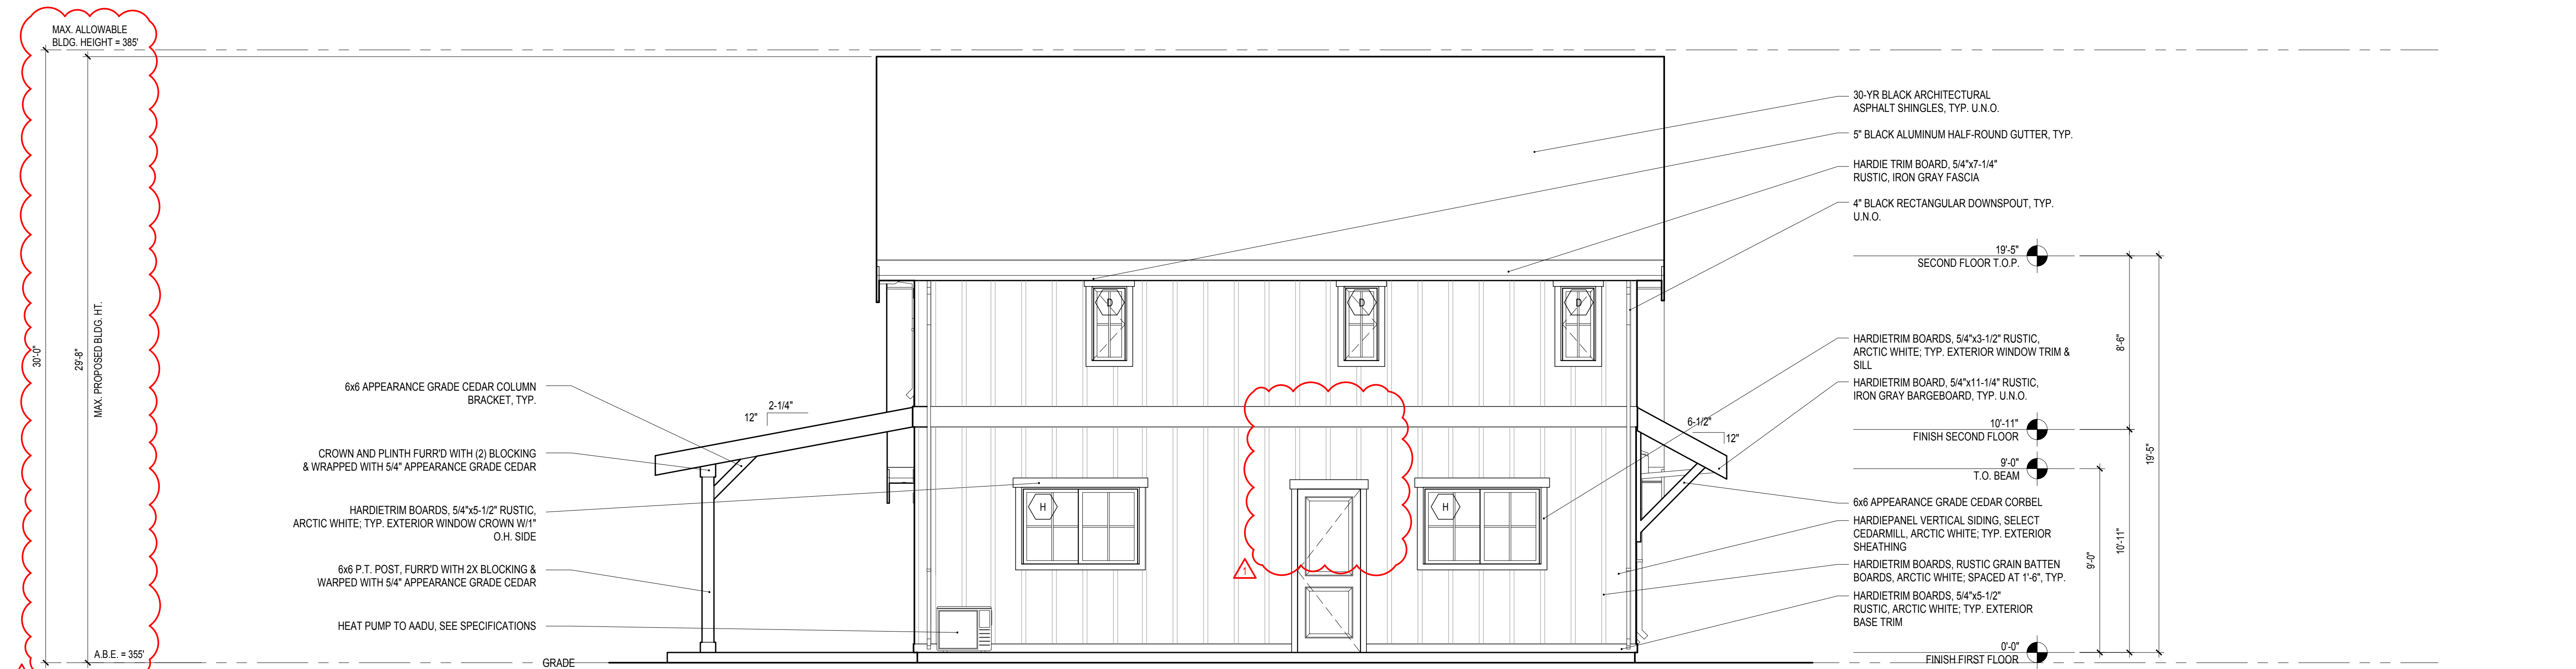 MAX. ALLOWABLE
BLDG. HEIGHT = 385'
30'-0"
29'-8"
MAX. PROPOSED BLDG. HT.
A.B.E. = 355'
6x6 APPEARANCE GRADE CEDAR COLUMN
BRACKET, TYP.
CROWN AND PLINTH FURR'D WITH (2) BLOCKING
& WRAPPED WITH 5/4" APPEARANCE GRADE CEDAR
HARDIETRIM BOARDS, 5/4"x5-1/2" RUSTIC,
ARCTIC WHITE; TYP. EXTERIOR WINDOW CROWN W/1"
O.H. SIDE
6x6 P.T. POST, FURR'D WITH 2X BLOCKING &
WARPED WITH 5/4" APPEARANCE GRADE CEDAR
HEAT PUMP TO AADU, SEE SPECIFICATIONS
GRADE
2-1/4"
12"
D
D
D
H
H
1
6-1/2"
12"
30-YR BLACK ARCHITECTURAL
ASPHALT SHINGLES, TYP. U.N.O.
5" BLACK ALUMINUM HALF-ROUND GUTTER, TYP.
HARDIE TRIM BOARD, 5/4"x7-1/4"
RUSTIC, IRON GRAY FASCIA
4" BLACK RECTANGULAR DOWNSPOUT, TYP.
U.N.O.
19'-5"
SECOND FLOOR T.O.P.
HARDIETRIM BOARDS, 5/4"x3-1/2" RUSTIC,
ARCTIC WHITE; TYP. EXTERIOR WINDOW TRIM &
SILL
HARDIETRIM BOARD, 5/4"x11-1/4" RUSTIC,
IRON GRAY BARGEBOARD, TYP. U.N.O.
10'-11"
FINISH SECOND FLOOR
9'-0"
T.O. BEAM
6x6 APPEARANCE GRADE CEDAR CORBEL
HARDIEPANEL VERTICAL SIDING, SELECT
CEDARMILL, ARCTIC WHITE; TYP. EXTERIOR
SHEATHING
HARDIETRIM BOARDS, RUSTIC GRAIN BATTEN
BOARDS, ARCTIC WHITE; SPACED AT 1'-6", TYP.
HARDIETRIM BOARDS, 5/4"x5-1/2"
RUSTIC, ARCTIC WHITE; TYP. EXTERIOR
BASE TRIM
0'-0"
FINISH FIRST FLOOR
9'-0"
8'-6"
10'-11"
19'-5"